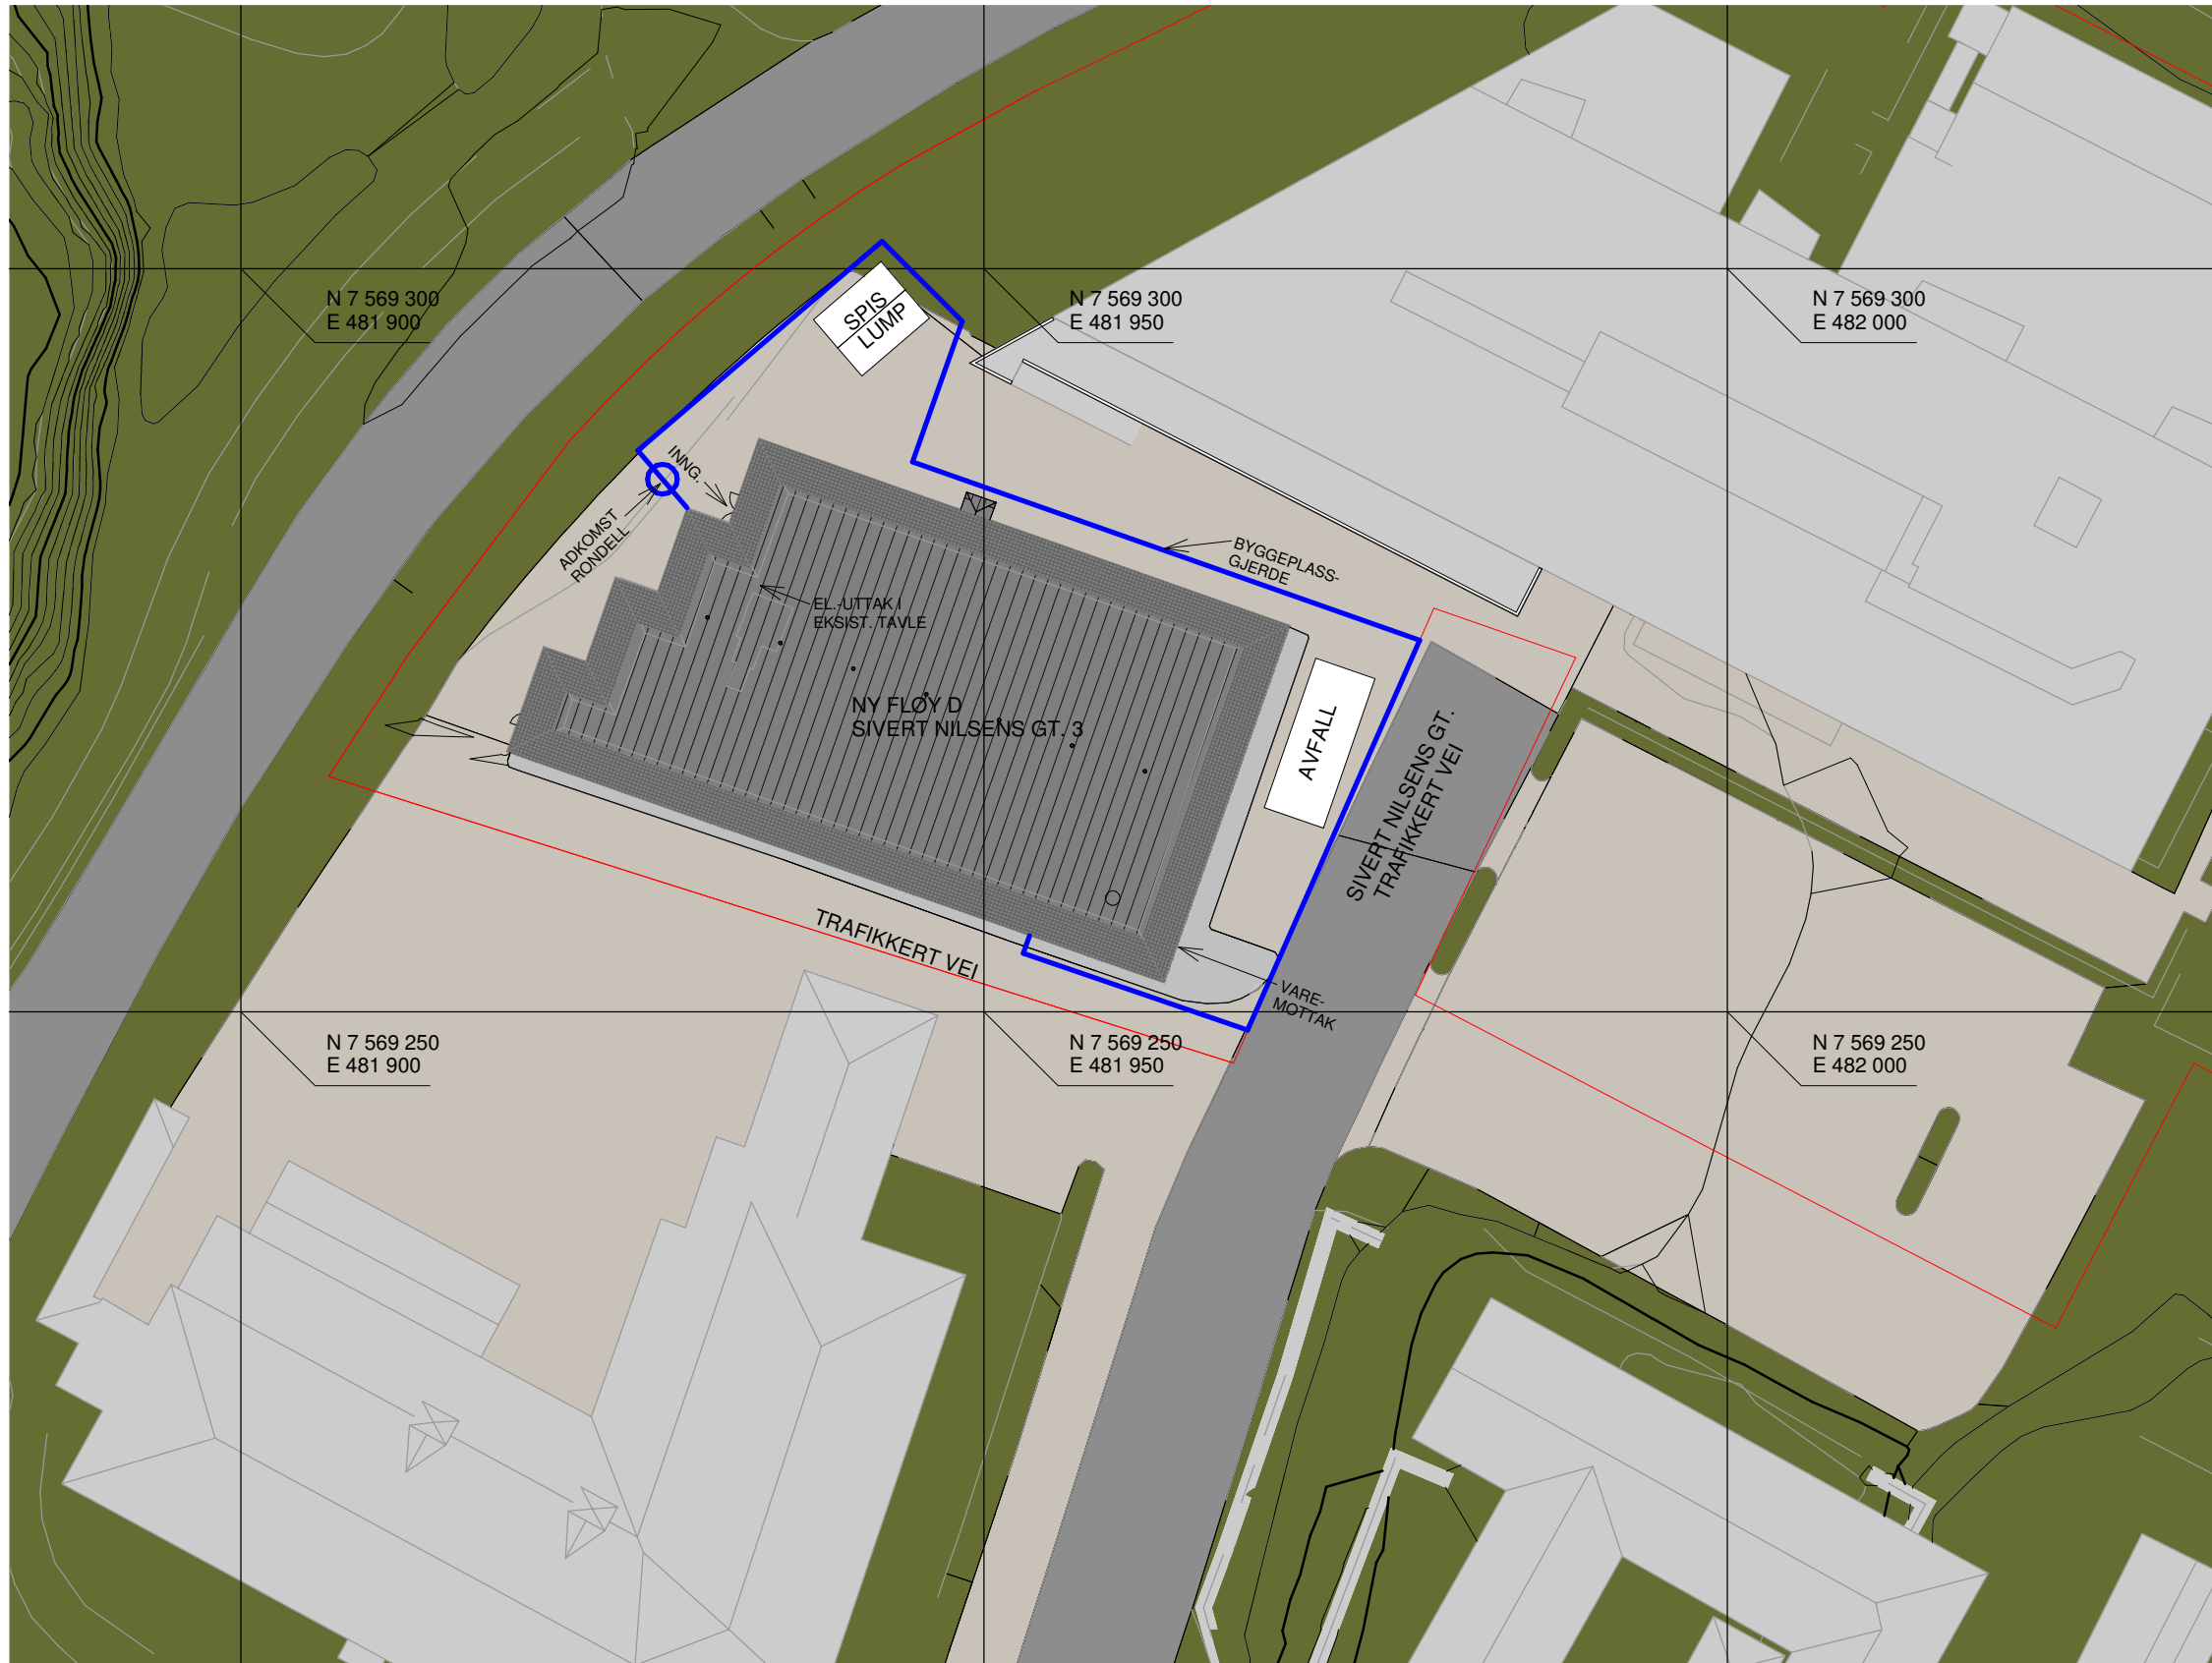 N 7 569 300
E 481 900
N 7 569 300
E 481 950
N 7 569 300
E 482 000
SPIS
LUMP
INNG.
ADKOMST
RONDELL
BYGGEPLASS-
GJERDE
EL.-UTTAK I
EKSIST. TAVLE
NY FLØY D
SIVERT NILSENS GT. 3
AVFALL
SIVERT NILSENS GT.
TRAFIKKERT VEI
TRAFIKKERT VEI
VARE-
MOTTAK
N 7 569 250
E 481 900
N 7 569 250
E 481 950
N 7 569 250
E 482 000